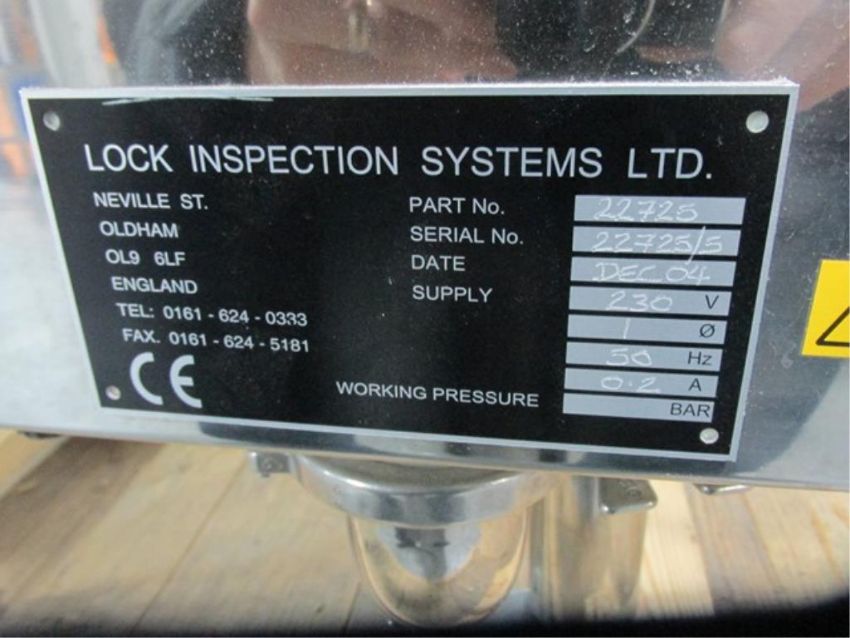 LOCK INSPECTION SYSTEMS LTD.
NEVILLE ST.
OLDHAM
OL9 6LF
ENGLAND
TEL: 0161 - 624 - 0333
FAX. 0161 - 624 - 5181
CE
PART No. 22725
SERIAL No. 22725/5
DATE DEC 04
SUPPLY 230 V
1 Ø
50 Hz
0.2 A
WORKING PRESSURE BAR